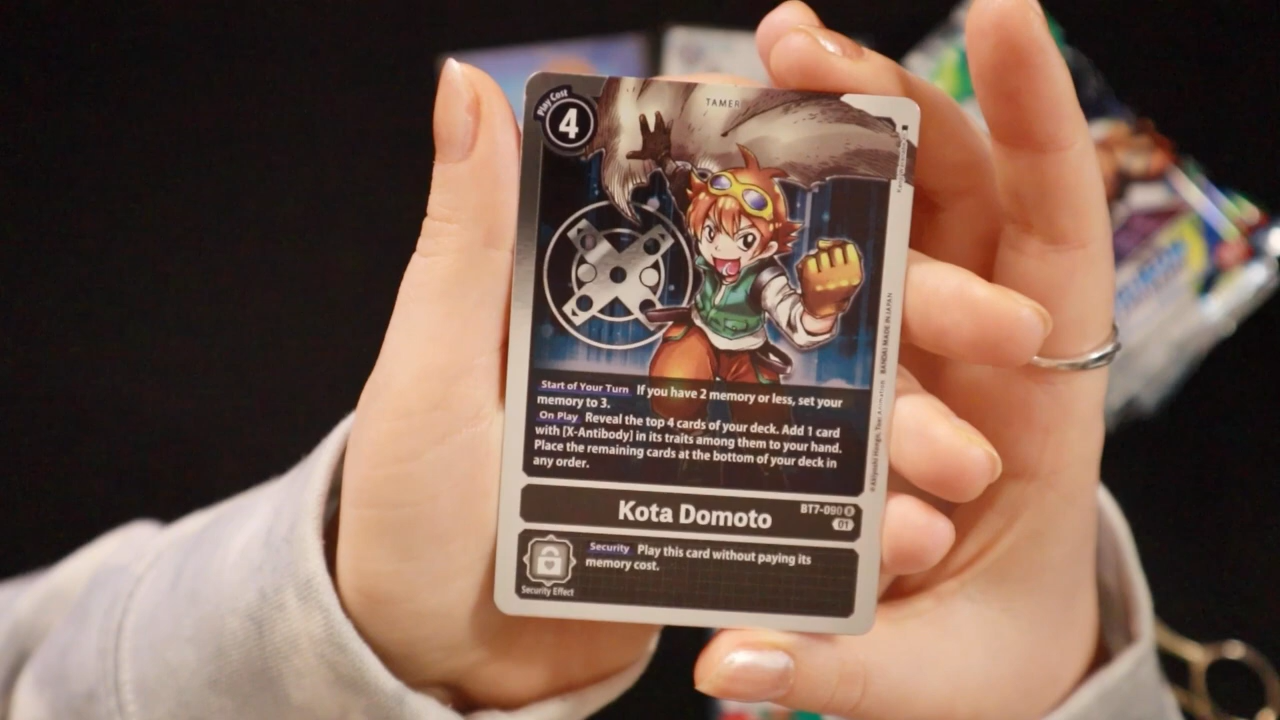 Play Cost
4
TAMER
Start of Your Turn If you have 2 memory or less, set your
memory to 3.
On Play Reveal the top 4 cards of your deck. Add 1 card
with [X-Antibody] in its traits among them to your hand.
Place the remaining cards at the bottom of your deck in
any order.
BANDAI MADE IN JAPAN
Kota Domoto
BT7-090 R
01
Security Play this card without paying its
memory cost.
Security Effect